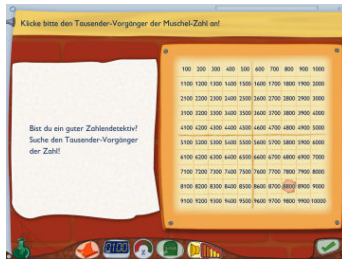 Klicke bitte den Tausender-Vorgänger der Muschel-Zahl an!
100 200 300 400 500 600 700 800 900 1000
1100 1200 1300 1400 1500 1600 1700 1800 1900 2000
2100 2200 2300 2400 2500 2600 2700 2800 2900 3000
3100 3200 3300 3400 3500 3600 3700 3800 3900 4000
4100 4200 4300 4400 4500 4600 4700 4800 4900 5000
5100 5200 5300 5400 5500 5600 5700 5800 5900 6000
6100 6200 6300 6400 6500 6600 6700 6800 6900 7000
7100 7200 7300 7400 7500 7600 7700 7800 7900 8000
8100 8200 8300 8400 8500 8600 8700 8800 8900 9000
9100 9200 9300 9400 9500 9600 9700 9800 9900 10000
Bist du ein guter Zahlendetektiv?
Suche den Tausender-Vorgänger
der Zahl!
01:00